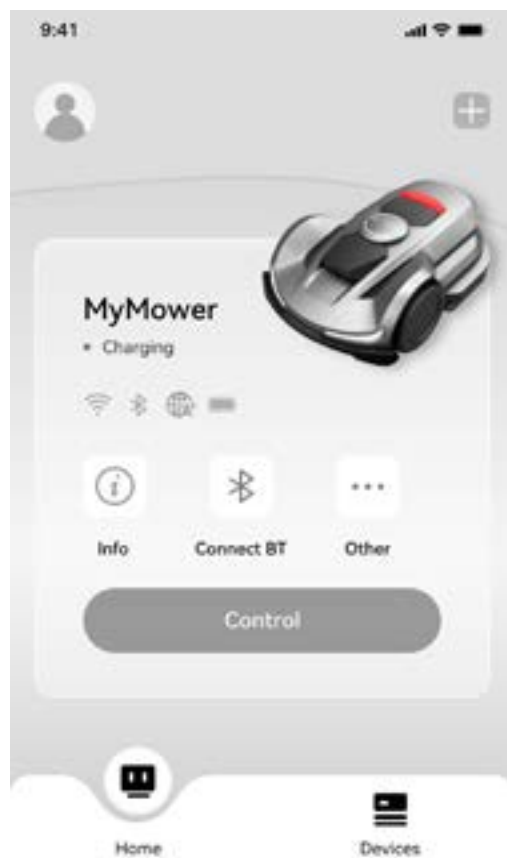 9:41
MyMower
• Charging
Info Connect BT Other
Control
Home Devices